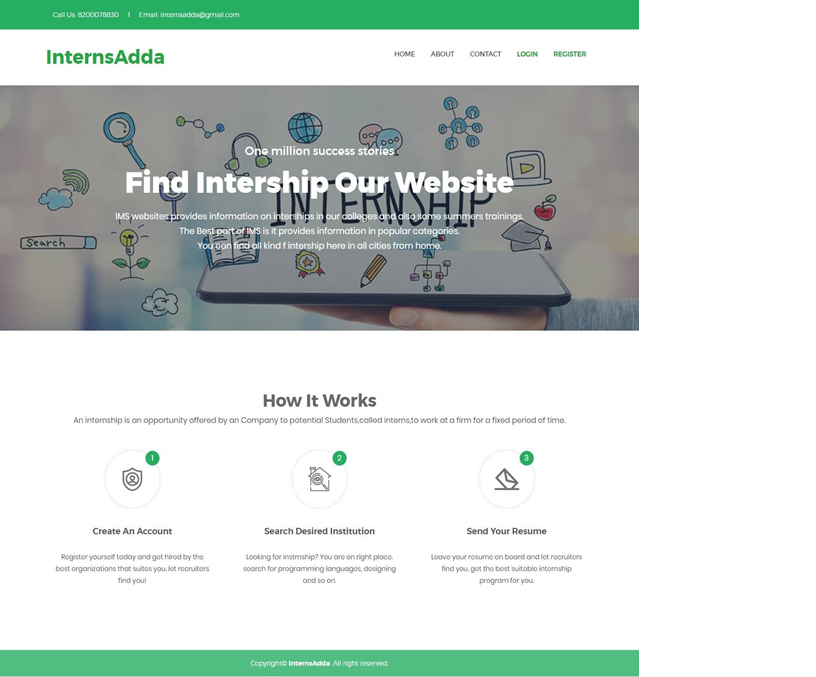 Call Us: 8200078830 I Email: internsadda@gmail.com
InternsAdda
HOME ABOUT CONTACT LOGIN REGISTER
One million success stories
Find Intership Our Website
INTERNSHIP
IMS websites provides information on interships in our colleges and also some summers trainings.
The Best part of IMS is it provides information in popular categories.
You can find all kind f intership here in all cities from home.
Search
How It Works
An internship is an opportunity offered by an Company to potential Students,called interns,to work at a firm for a fixed period of time.
1 2 3
Create An Account
Register yourself today and get hired by the
best organizations that suites you. let rcruiters
find you!
Search Desired Institution
Looking for instrnship? You are on right place.
search for programming languages, designing
and so on.
Send Your Resume
Leave your resume on board and let rcruiters
find you. get the best suitable internship
program for you.
Copyright© InternsAdda .All right reserved.